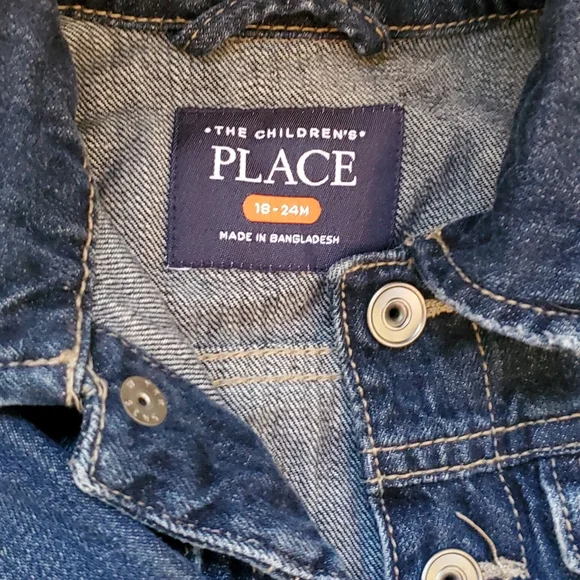 •THE CHILDREN'S•
PLACE
18-24M
MADE IN BANGLADESH